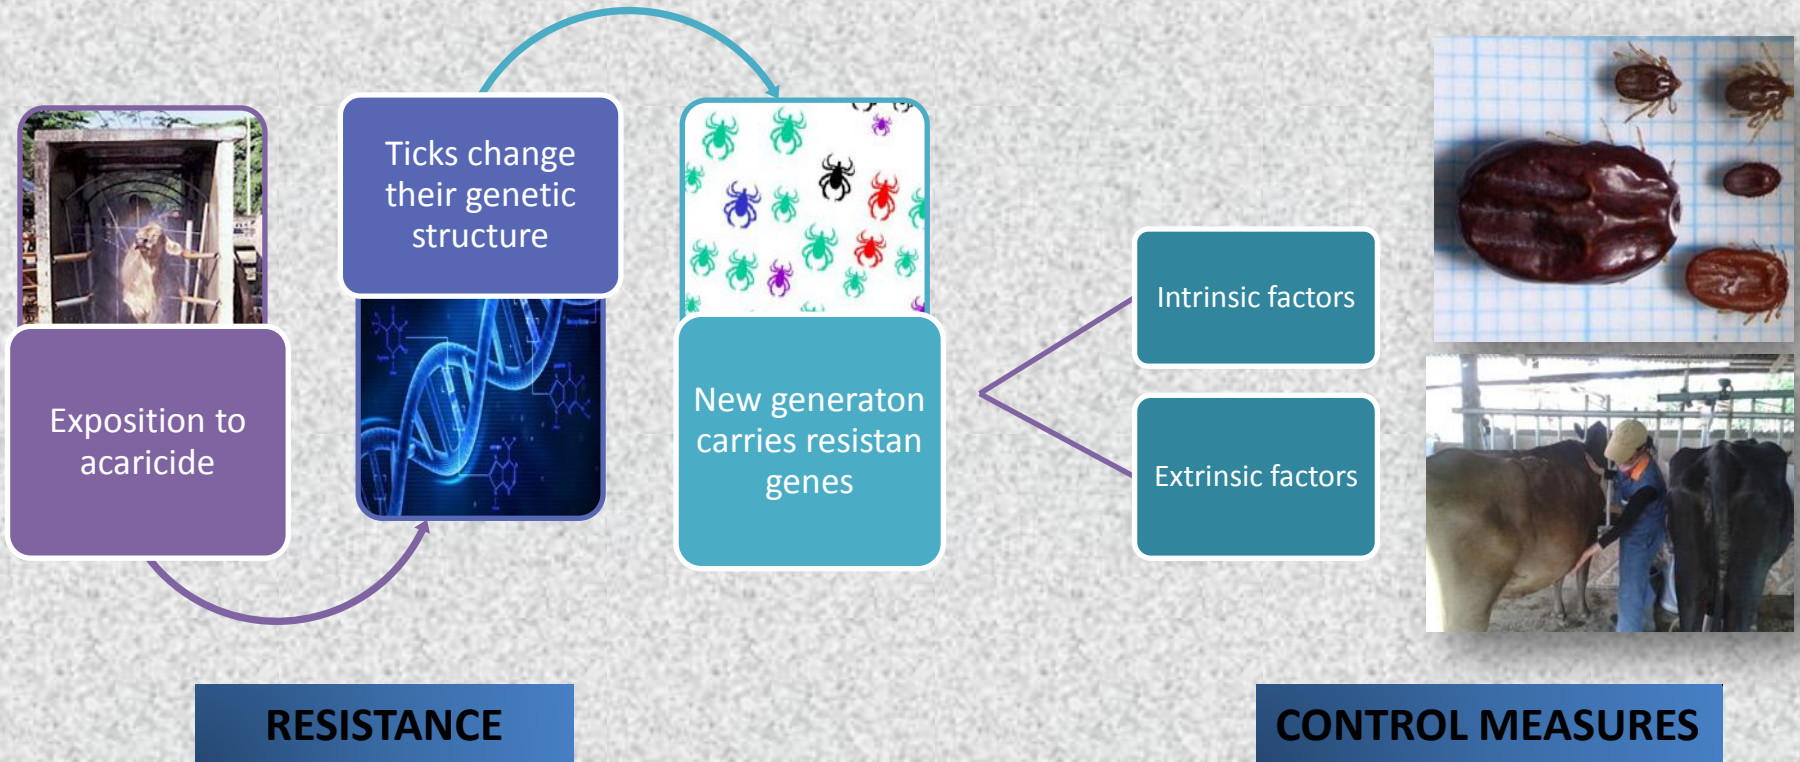 Exposition to
acaricide
Ticks change
their genetic
structure
New generaton
carries resistan
genes
Intrinsic factors
Extrinsic factors
RESISTANCE
CONTROL MEASURES